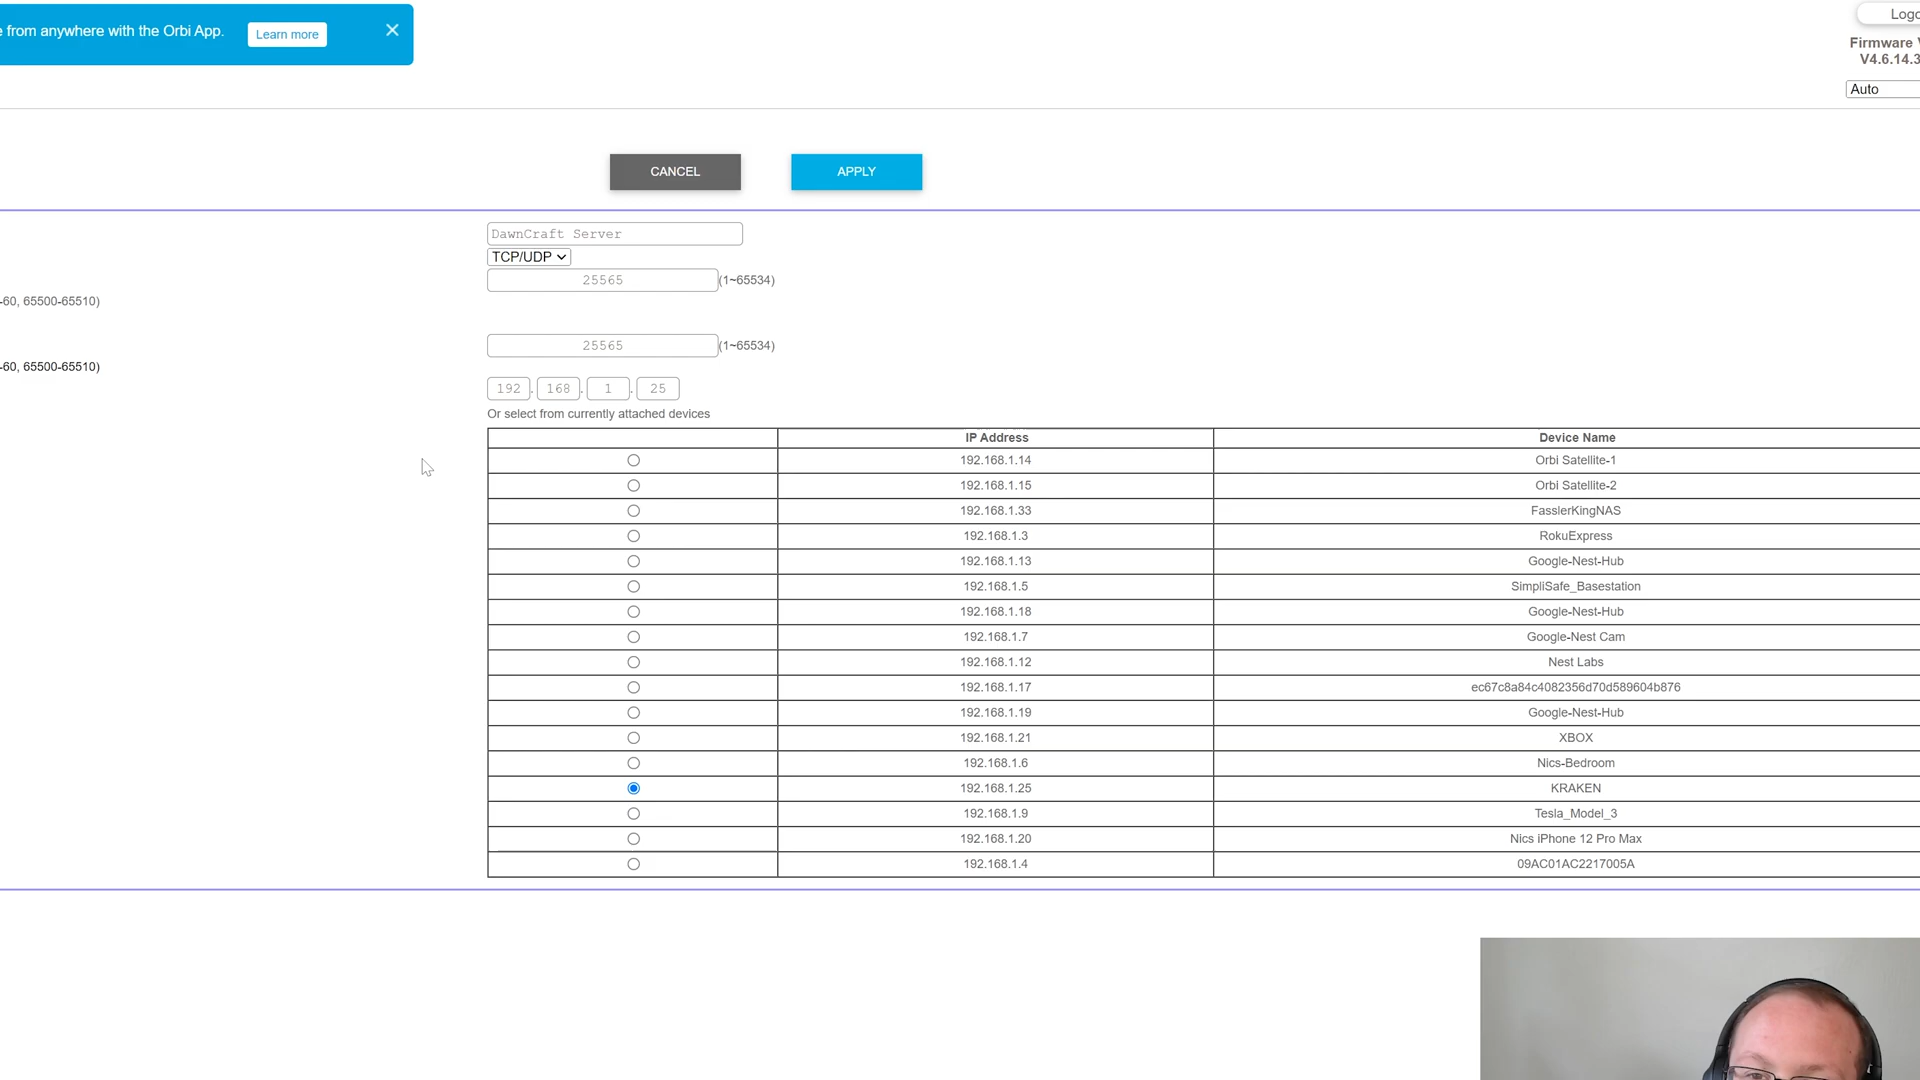 e from anywhere with the Orbi App. Learn more
Logo
Firmware V
V4.6.14.3
Auto
CANCEL APPLY
DawnCraft Server
TCP/UDP
25565 (1~65534)
-60, 65500-65510)
25565 (1~65534)
-60, 65500-65510)
192 . 168 . 1 . 25
Or select from currently attached devices
IP Address Device Name
192.168.1.14 Orbi Satellite-1
192.168.1.15 Orbi Satellite-2
192.168.1.33 FasslerKingNAS
192.168.1.3 RokuExpress
192.168.1.13 Google-Nest-Hub
192.168.1.5 SimpliSafe_Basestation
192.168.1.18 Google-Nest-Hub
192.168.1.7 Google-Nest Cam
192.168.1.12 Nest Labs
192.168.1.17 ec67c8a84c4082356d70d589604b876
192.168.1.19 Google-Nest-Hub
192.168.1.21 XBOX
192.168.1.6 Nics-Bedroom
192.168.1.25 KRAKEN
192.168.1.9 Tesla_Model_3
192.168.1.20 Nics iPhone 12 Pro Max
192.168.1.4 09AC01AC2217005A